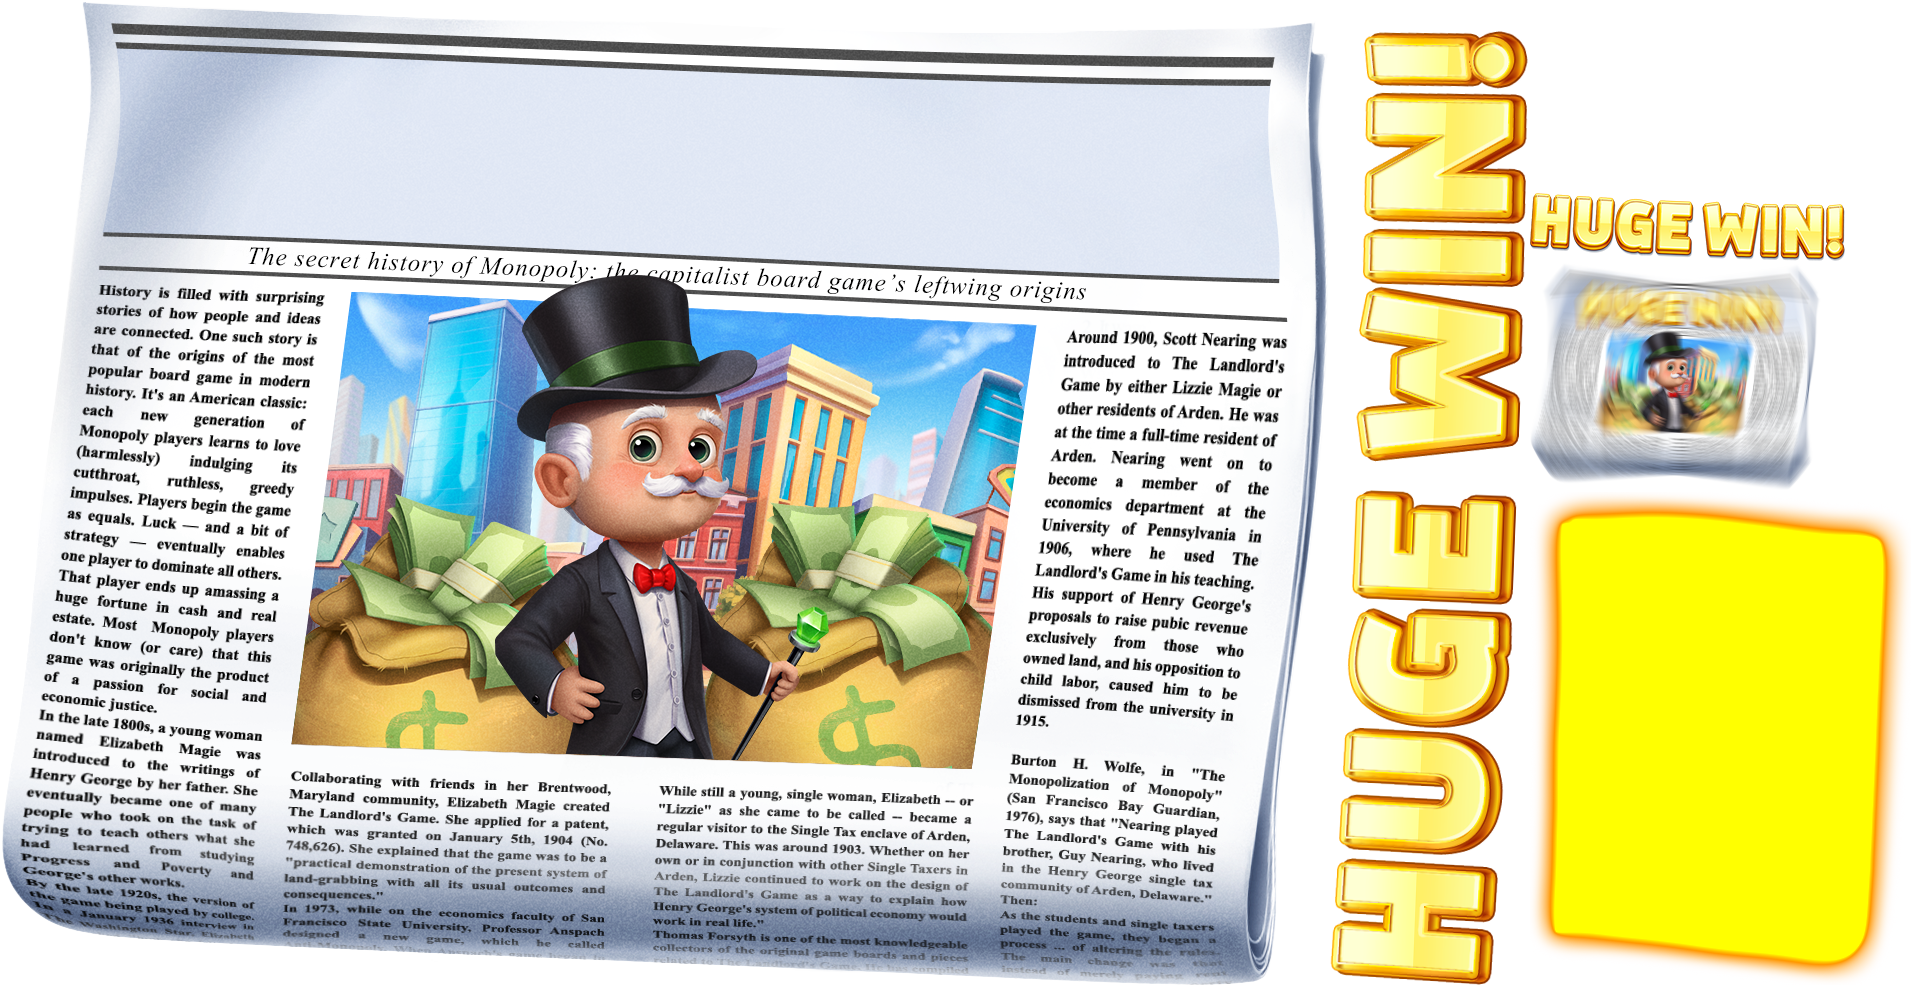 The secret history of Monopoly: the capitalist board game's leftwing origins
History is filled with surprising
stories of how people and ideas
are connected. One such story is
that of the origins of the most
popular board game in modern
history. It's an American classic:
each new generation of
Monopoly players learns to love
(harmlessly) indulging its
cutthroat, ruthless, greedy
impulses. Players begin the game
as equals. Luck — and a bit of
strategy — eventually enables
one player to dominate all others.
That player ends up amassing a
huge fortune in cash and real
estate. Most Monopoly players
don't know (or care) that this
game was originally the product
of a passion for social and
economic justice.
In the late 1800s, a young woman
named Elizabeth Magie was
introduced to the writings of
Henry George by her father. She
eventually became one of many
people who took on the task of
trying to teach others what she
had learned from studying
Progress and Poverty and
George's other works.
By the late 1920s, the version of
the game being played by college.
In a January 1936 interview in
The Washington Star, Elizabeth
Collaborating with friends in her Brentwood,
Maryland community, Elizabeth Magie created
The Landlord's Game. She applied for a patent,
which was granted on January 5th, 1904 (No.
748,626). She explained that the game was to be a
"practical demonstration of the present system of
land-grabbing with all its usual outcomes and
consequences."
In 1973, while on the economics faculty of San
Francisco State University, Professor Anspach
designed a new game, which he called
While still a young, single woman, Elizabeth -- or
"Lizzie" as she came to be called -- became a
regular visitor to the Single Tax enclave of Arden,
Delaware. This was around 1903. Whether on her
own or in conjunction with other Single Taxers in
Arden, Lizzie continued to work on the design of
The Landlord's Game as a way to explain how
Henry George's system of political economy would
work in real life."
Thomas Forsyth is one of the most knowledgeable
collectors of the original game boards and pieces
related to The Landlord's Game. He has compiled
Around 1900, Scott Nearing was
introduced to The Landlord's
Game by either Lizzie Magie or
other residents of Arden. He was
at the time a full-time resident of
Arden. Nearing went on to
become a member of the
economics department at the
University of Pennsylvania in
1906, where he used The
Landlord's Game in his teaching.
His support of Henry George's
proposals to raise pubic revenue
exclusively from those who
owned land, and his opposition to
child labor, caused him to be
dismissed from the university in
1915.
Burton H. Wolfe, in "The
Monopolization of Monopoly"
(San Francisco Bay Guardian,
1976), says that "Nearing played
The Landlord's Game with his
brother, Guy Nearing, who lived
in the Henry George single tax
community of Arden, Delaware."
Then:
As the students and single taxers
played the game, they began a
process ... of altering the rules.
The main change was that
instead of merely paying rent
HUGE WIN!
HUGE WIN!
HUGE WIN!